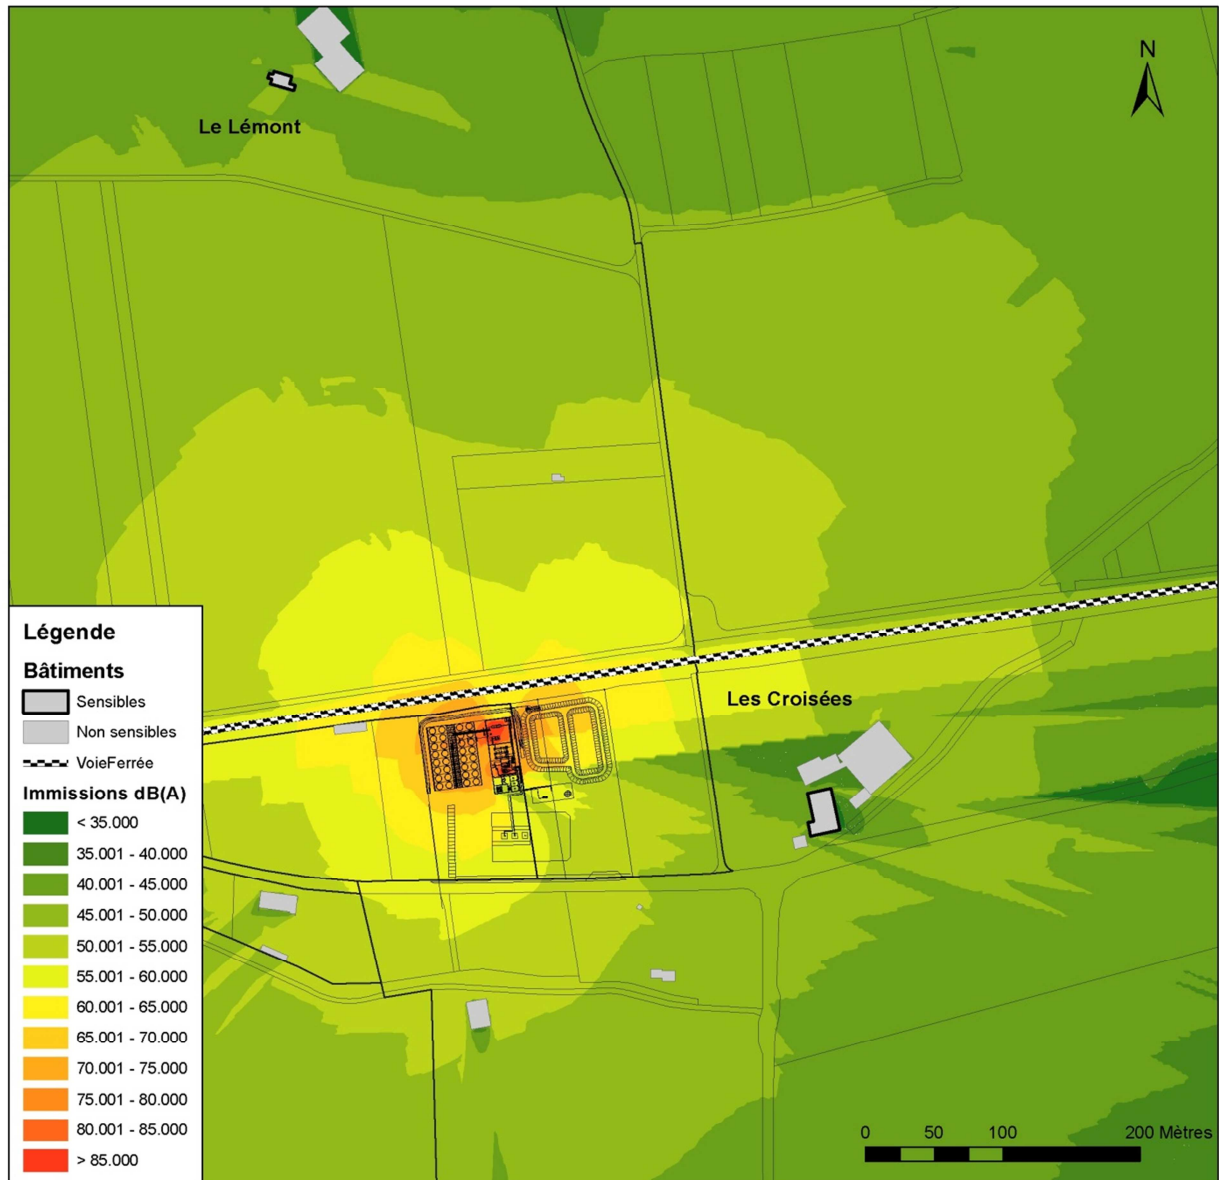 N
Le Lémont
Les Croisées
Légende
Bâtiments
Sensibles
Non sensibles
VoieFerrée
Immissions dB(A)
< 35.000
35.001 - 40.000
40.001 - 45.000
45.001 - 50.000
50.001 - 55.000
55.001 - 60.000
60.001 - 65.000
65.001 - 70.000
70.001 - 75.000
75.001 - 80.000
80.001 - 85.000
> 85.000
0 50 100 200 Mètres